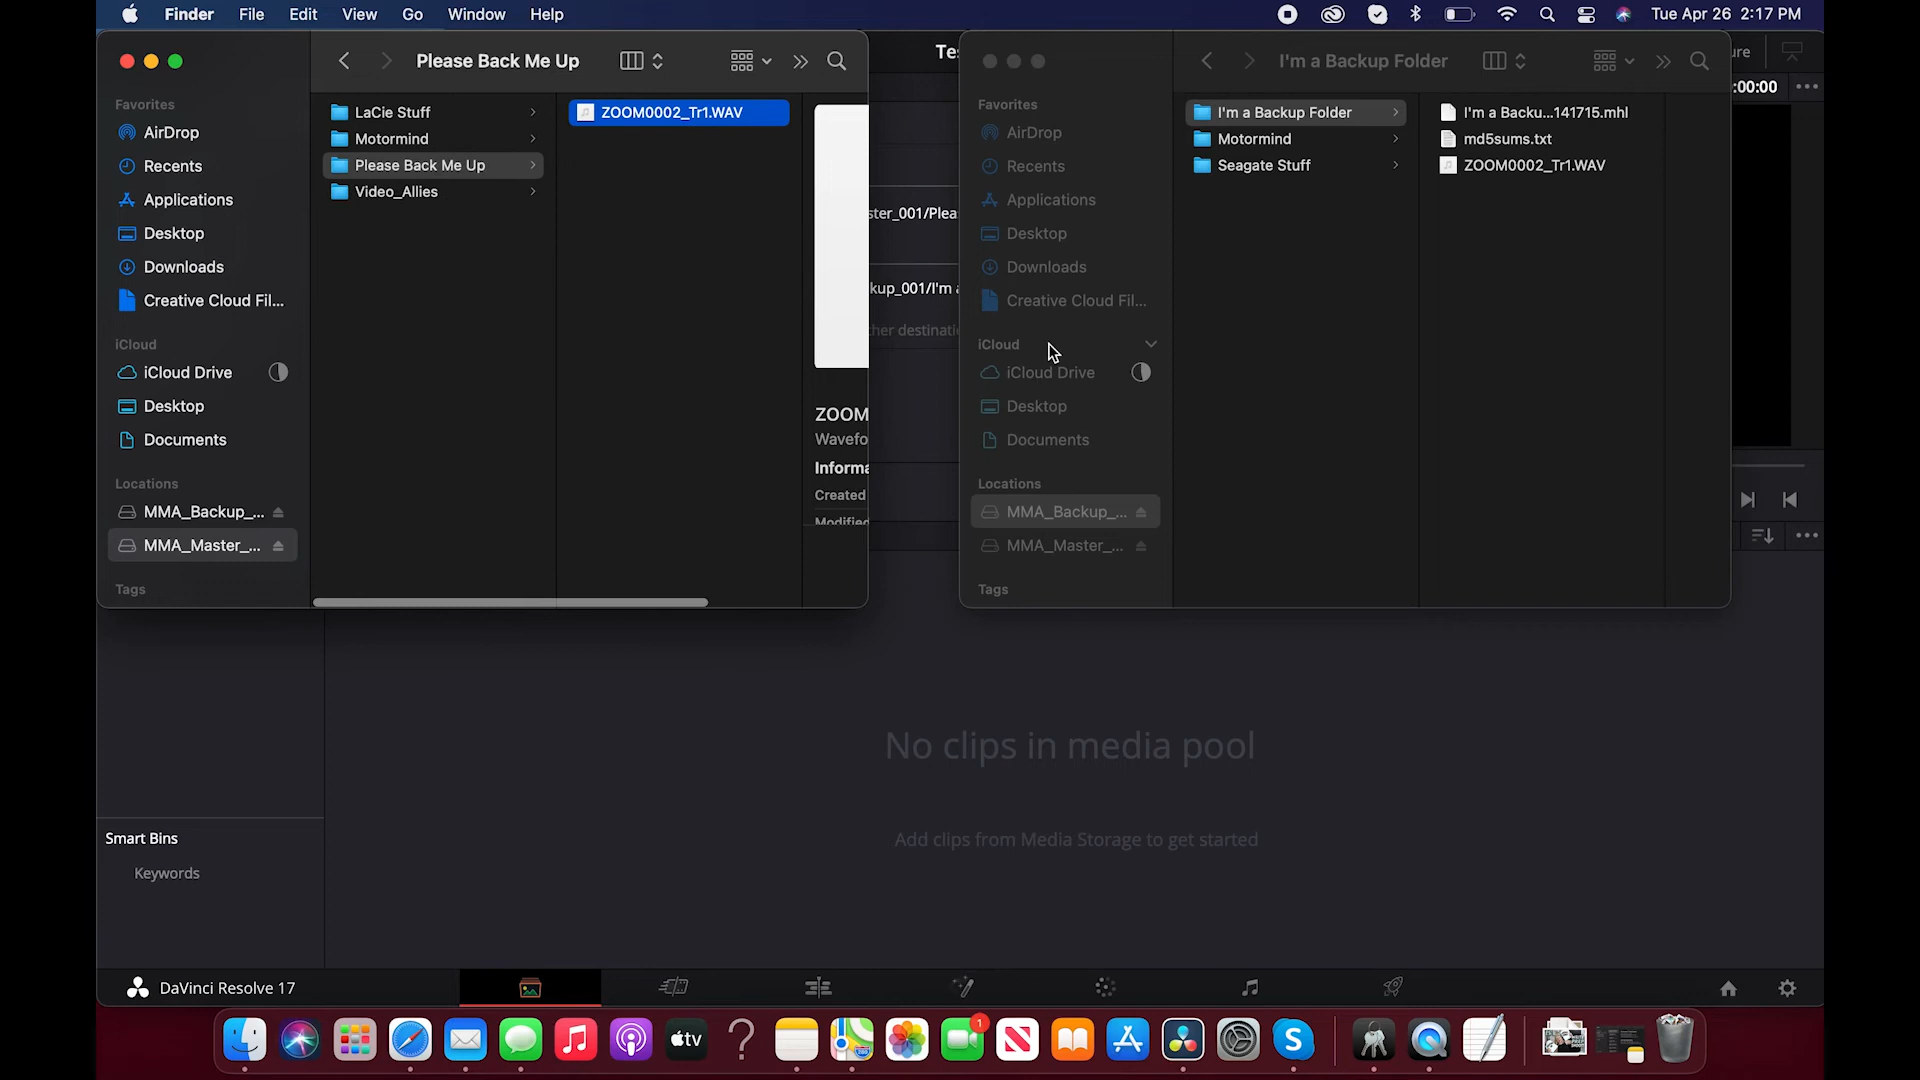 Finder File Edit View Go Window Help
Tue Apr 26 2:17 PM
Please Back Me Up
Favorites
AirDrop
Recents
Applications
Desktop
Downloads
Creative Cloud Fil...
iCloud
iCloud Drive
Desktop
Documents
Locations
MMA_Backup_...
MMA_Master_...
Tags
LaCie Stuff
Motormind
Please Back Me Up
Video_Allies
ZOOM0002_Tr1.WAV
ZOOM
Wavefo
Informa
Created
Modified
Te
ster_001/Plea
kup_001/I'm
her destinati
I'm a Backup Folder
Favorites
AirDrop
Recents
Applications
Desktop
Downloads
Creative Cloud Fil...
iCloud
iCloud Drive
Desktop
Documents
Locations
MMA_Backup_...
MMA_Master_...
Tags
I'm a Backup Folder
Motormind
Seagate Stuff
I'm a Backu...141715.mhl
md5sums.txt
ZOOM0002_Tr1.WAV
ure
:00:00
No clips in media pool
Add clips from Media Storage to get started
Smart Bins
Keywords
DaVinci Resolve 17
tv
1